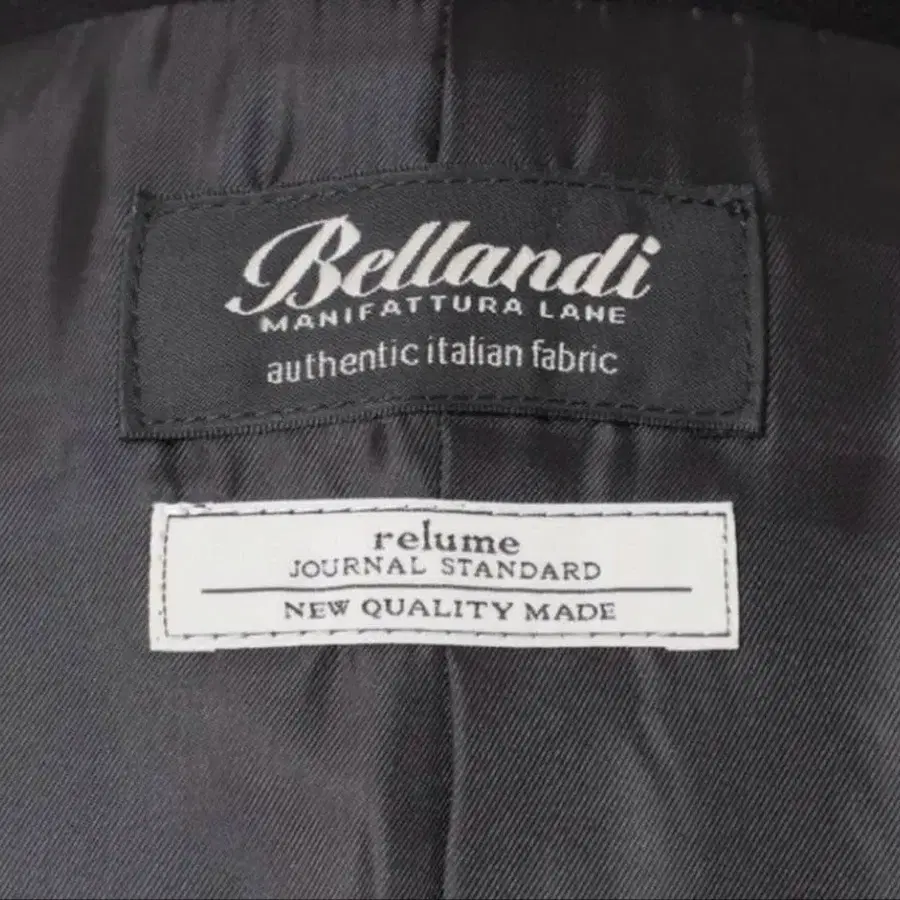 Bellandi
MANIFATTURA LANE
authentic italian fabric
relume
JOURNAL STANDARD
NEW QUALITY MADE